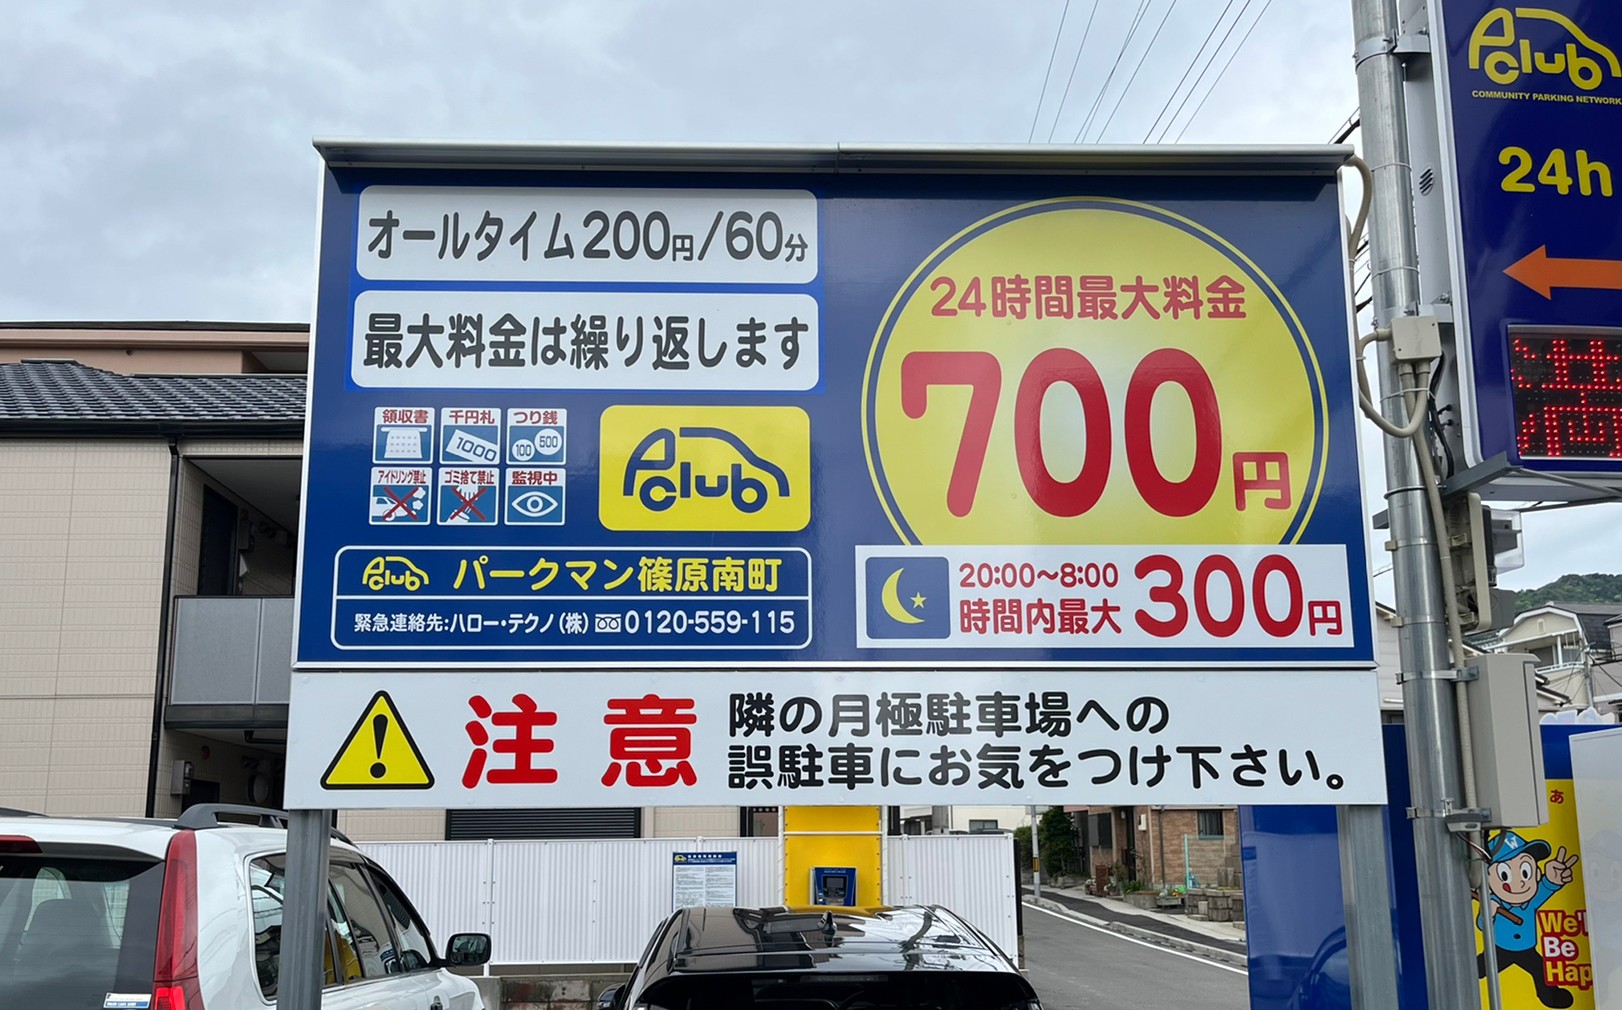 オールタイム200円/60分
最大料金は繰り返します
24時間最大料金
700円
領収書 千円札 つり銭
1000 100 500
アイドリング禁止 ゴミ捨て禁止 監視中
Pclub
Pclub パークマン篠原南町
緊急連絡先:ハロー・テクノ(株) 0120-559-115
20:00~8:00
時間内最大 300円
注意 隣の月極駐車場への
誤駐車にお気をつけ下さい。
Pclub
COMMUNITY PARKING NETWORK
24h
あ
W
We'l
Be
Hap